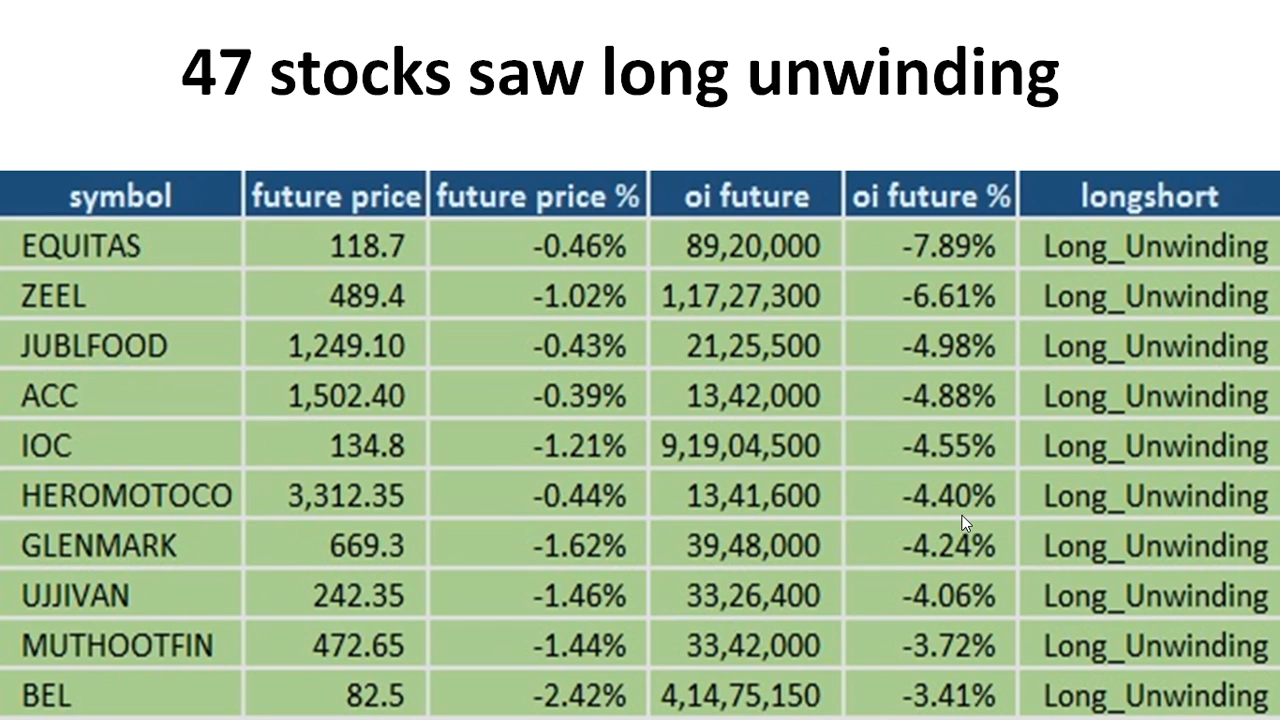 47 stocks saw long unwinding
symbol future price future price % oi future oi future % longshort
EQUITAS 118.7 -0.46% 89,20,000 -7.89% Long_Unwinding
ZEEL 489.4 -1.02% 1,17,27,300 -6.61% Long_Unwinding
JUBLFOOD 1,249.10 -0.43% 21,25,500 -4.98% Long_Unwinding
ACC 1,502.40 -0.39% 13,42,000 -4.88% Long_Unwinding
IOC 134.8 -1.21% 9,19,04,500 -4.55% Long_Unwinding
HEROMOTOCO 3,312.35 -0.44% 13,41,600 -4.40% Long_Unwinding
GLENMARK 669.3 -1.62% 39,48,000 -4.24% Long_Unwinding
UJJIVAN 242.35 -1.46% 33,26,400 -4.06% Long_Unwinding
MUTHOOTFIN 472.65 -1.44% 33,42,000 -3.72% Long_Unwinding
BEL 82.5 -2.42% 4,14,75,150 -3.41% Long_Unwinding